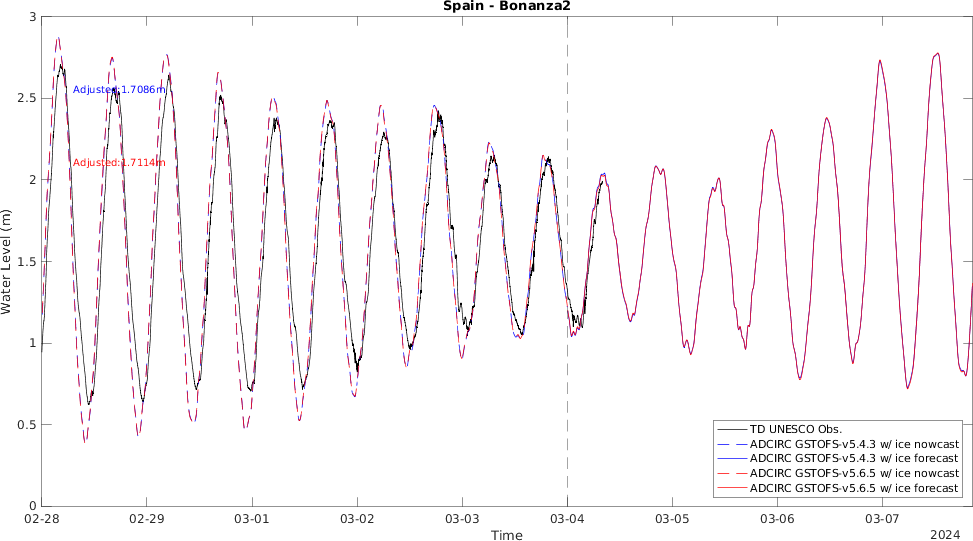 Spain - Bonanza2
3
2.5
2
1.5
1
0.5
0
Water Level (m)
Adjusted:1.7086m
Adjusted:1.7114m
TD UNESCO Obs.
ADCIRC GSTOFS-v5.4.3 w/ ice nowcast
ADCIRC GSTOFS-v5.4.3 w/ ice forecast
ADCIRC GSTOFS-v5.6.5 w/ ice nowcast
ADCIRC GSTOFS-v5.6.5 w/ ice forecast
02-28 02-29 03-01 03-02 03-03 03-04 03-05 03-06 03-07
Time
2024